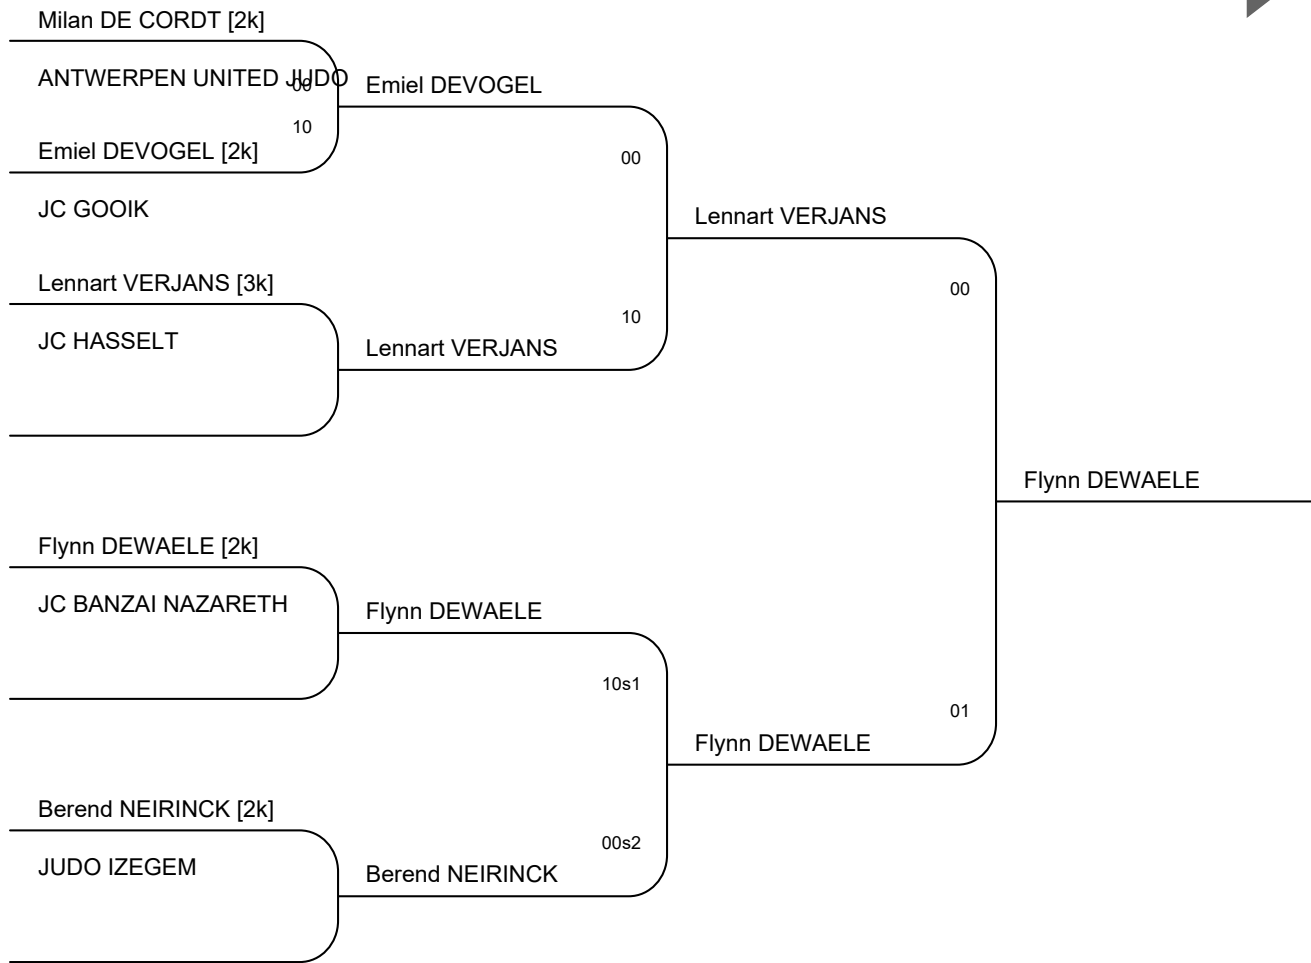 Milan DE CORDT [2k]
ANTWERPEN UNITED JUDO
00
Emiel DEVOGEL
10
Emiel DEVOGEL [2k]
00
JC GOOIK
Lennart VERJANS
Lennart VERJANS [3k]
00
10
JC HASSELT
Lennart VERJANS
Flynn DEWAELE
Flynn DEWAELE [2k]
JC BANZAI NAZARETH
Flynn DEWAELE
10s1
01
Flynn DEWAELE
Berend NEIRINCK [2k]
00s2
JUDO IZEGEM
Berend NEIRINCK